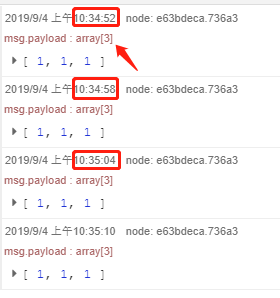 2019/9/4 上午10:34:52 node: e63bdeca.736a3
msg.payload : array[3]
▸ [ 1, 1, 1 ]
2019/9/4 上午10:34:58 node: e63bdeca.736a3
msg.payload : array[3]
▸ [ 1, 1, 1 ]
2019/9/4 上午10:35:04 node: e63bdeca.736a3
msg.payload : array[3]
▸ [ 1, 1, 1 ]
2019/9/4 上午10:35:10 node: e63bdeca.736a3
msg.payload : array[3]
▸ [ 1, 1, 1 ]